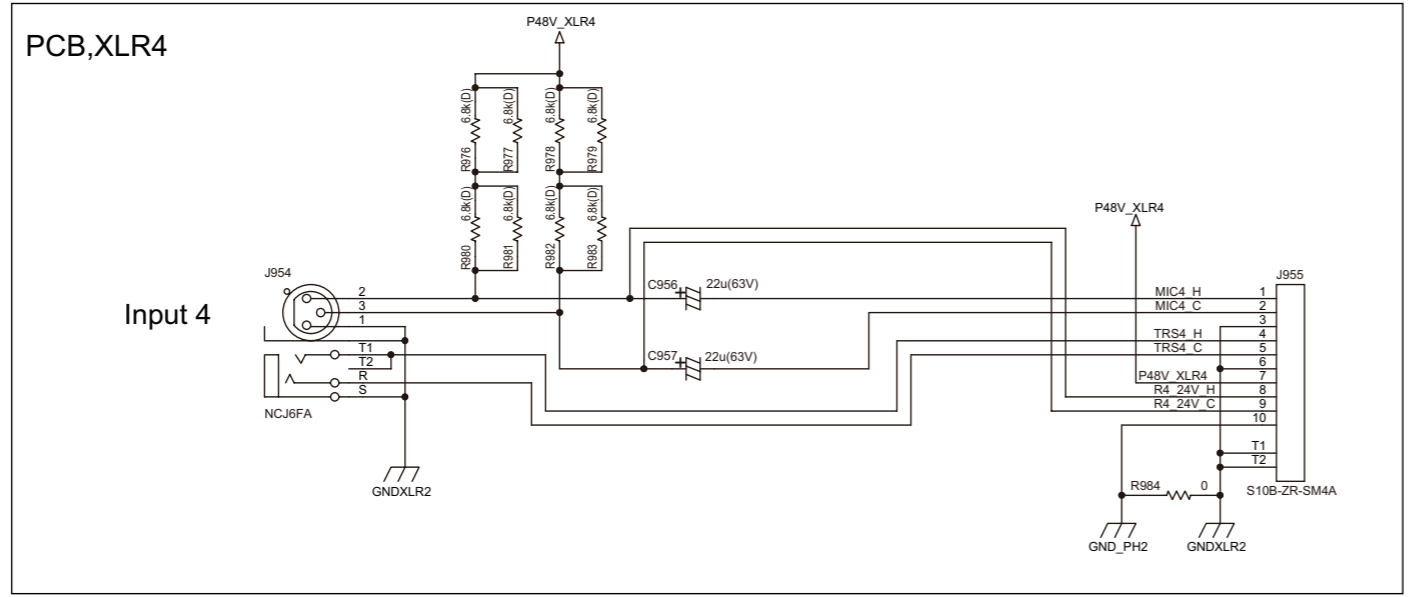 PCB,XLR4
P48V_XLR4
6.8k(D)
6.8k(D)
6.8k(D)
6.8k(D)
R976
R977
R978
R979
6.8k(D)
6.8k(D)
6.8k(D)
6.8k(D)
R980
R981
R982
R983
P48V_XLR4
J954
J955
C956
+
22u(63V)
2
3
1
MIC4_H
1
MIC4_C
2
3
Input 4
TRS4_H
4
TRS4_C
5
6
T1
T2
R
S
C957
+
22u(63V)
P48V_XLR4
7
R4_24V_H
8
R4_24V_C
9
10
NCJ6FA
T1
T2
GNDXLR2
R984
0
S10B-ZR-SM4A
GND_PH2
GNDXLR2